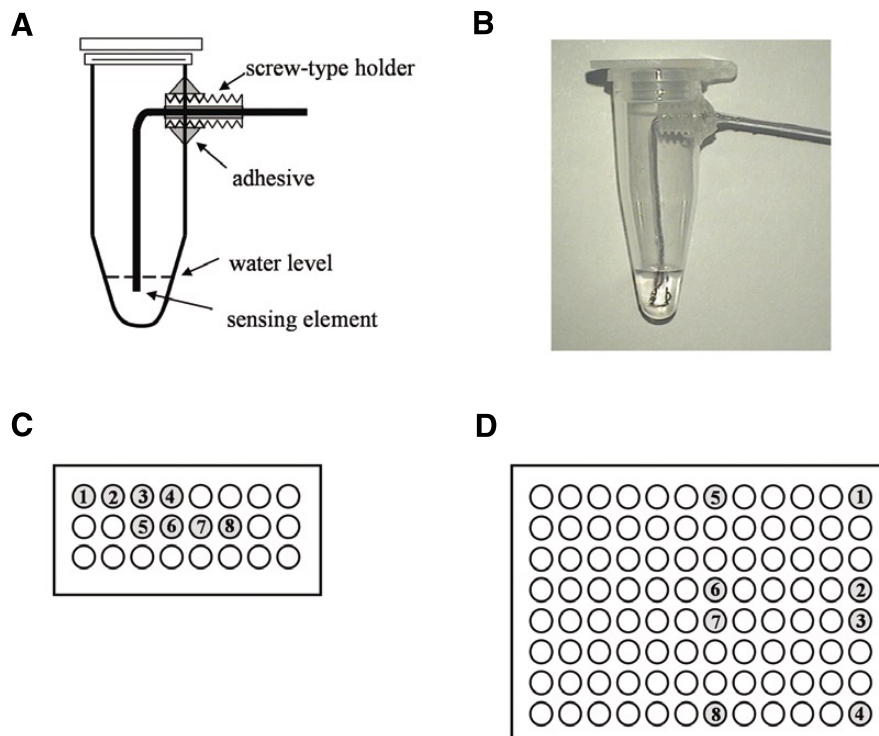 A
B
screw-type holder
adhesive
water level
sensing element
C
D
1 2 3 4
5 6 7 8
5 1
6 2
7 3
8 4